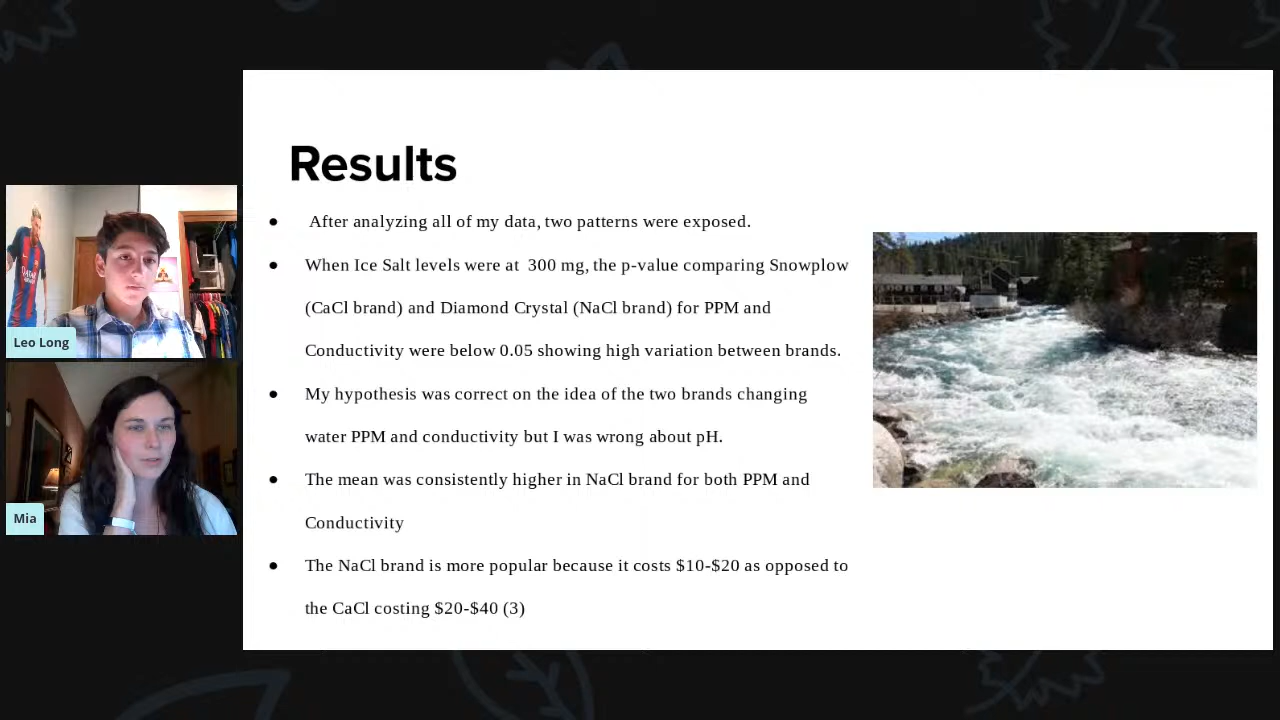 Results
● After analyzing all of my data, two patterns were exposed.
● When Ice Salt levels were at 300 mg, the p-value comparing Snowplow
(CaCl brand) and Diamond Crystal (NaCl brand) for PPM and
Conductivity were below 0.05 showing high variation between brands.
● My hypothesis was correct on the idea of the two brands changing
water PPM and conductivity but I was wrong about pH.
● The mean was consistently higher in NaCl brand for both PPM and
Conductivity
● The NaCl brand is more popular because it costs $10-$20 as opposed to
the CaCl costing $20-$40 (3)
Leo Long
Mia